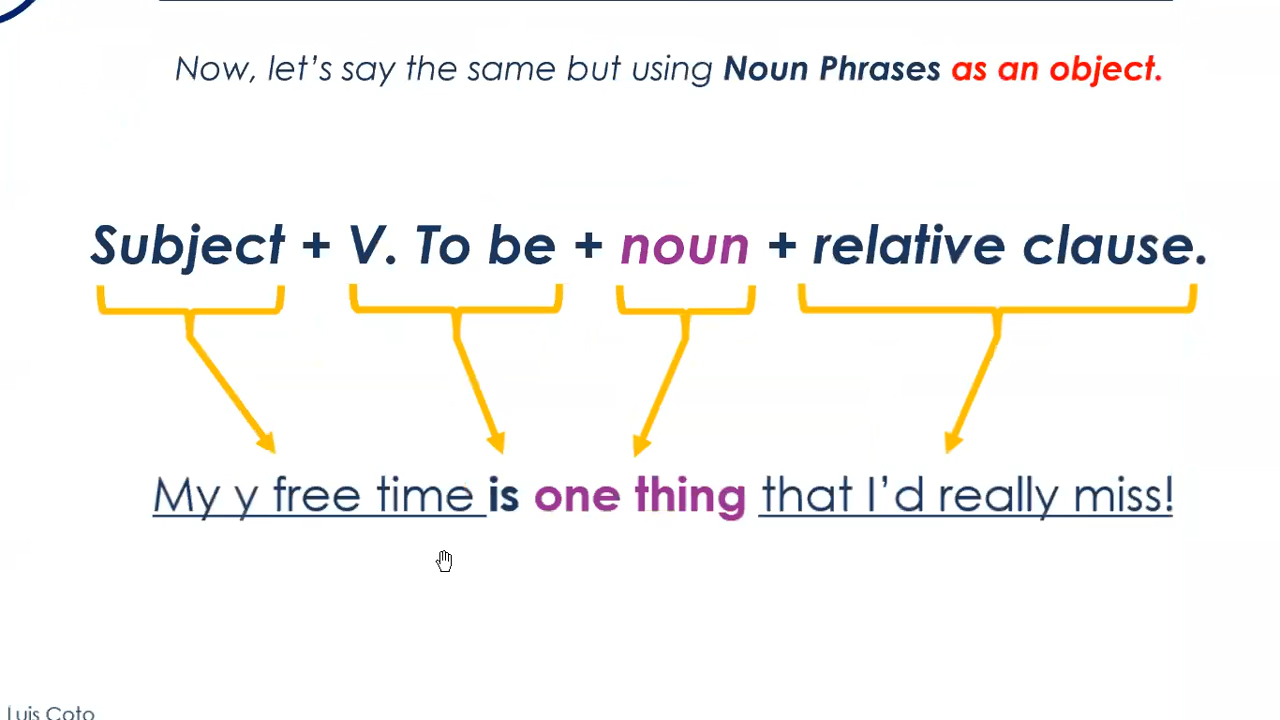 Now, let's say the same but using Noun Phrases as an object.
Subject + V. To be + noun + relative clause.
My y free time is one thing that I'd really miss!
Luis Coto